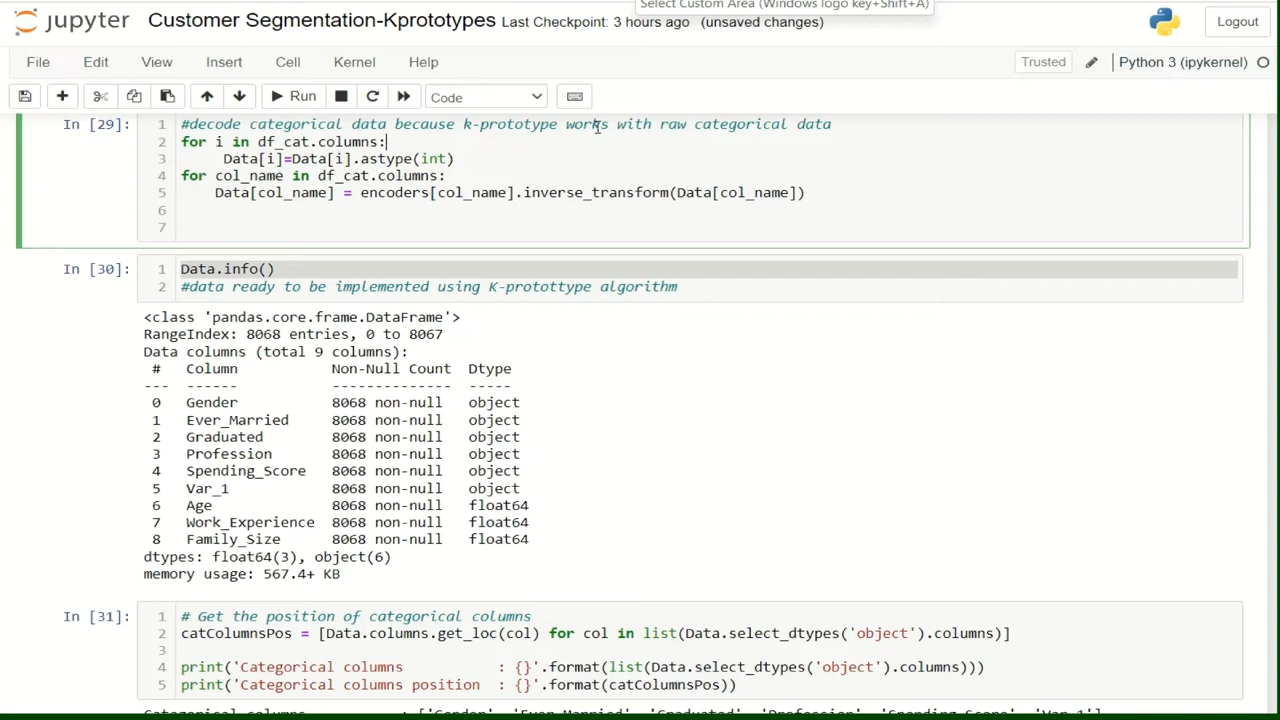 Select Custom Area (Windows logo key+Shift+A)
jupyter Customer Segmentation-Kprototypes Last Checkpoint: 3 hours ago (unsaved changes) Logout
File Edit View Insert Cell Kernel Help Trusted Python 3 (ipykernel)
Run Code
In [29]: 1 #decode categorical data because k-prototype works with raw categorical data
2 for i in df_cat.columns:
3 Data[i]=Data[i].astype(int)
4 for col_name in df_cat.columns:
5 Data[col_name] = encoders[col_name].inverse_transform(Data[col_name])
6
7
In [30]: 1 Data.info()
2 #data ready to be implemented using K-protottype algorithm
<class 'pandas.core.frame.DataFrame'>
RangeIndex: 8068 entries, 0 to 8067
Data columns (total 9 columns):
# Column Non-Null Count Dtype
--- ------ -------------- -----
0 Gender 8068 non-null object
1 Ever_Married 8068 non-null object
2 Graduated 8068 non-null object
3 Profession 8068 non-null object
4 Spending_Score 8068 non-null object
5 Var_1 8068 non-null object
6 Age 8068 non-null float64
7 Work_Experience 8068 non-null float64
8 Family_Size 8068 non-null float64
dtypes: float64(3), object(6)
memory usage: 567.4+ KB
In [31]: 1 # Get the position of categorical columns
2 catColumnsPos = [Data.columns.get_loc(col) for col in list(Data.select_dtypes('object').columns)]
3
4 print('Categorical columns : {}'.format(list(Data.select_dtypes('object').columns)))
5 print('Categorical columns position : {}'.format(catColumnsPos))
Categorical columns : ['Gender', 'Ever_Married', 'Graduated', 'Profession', 'Spending_Score', 'Var_1']